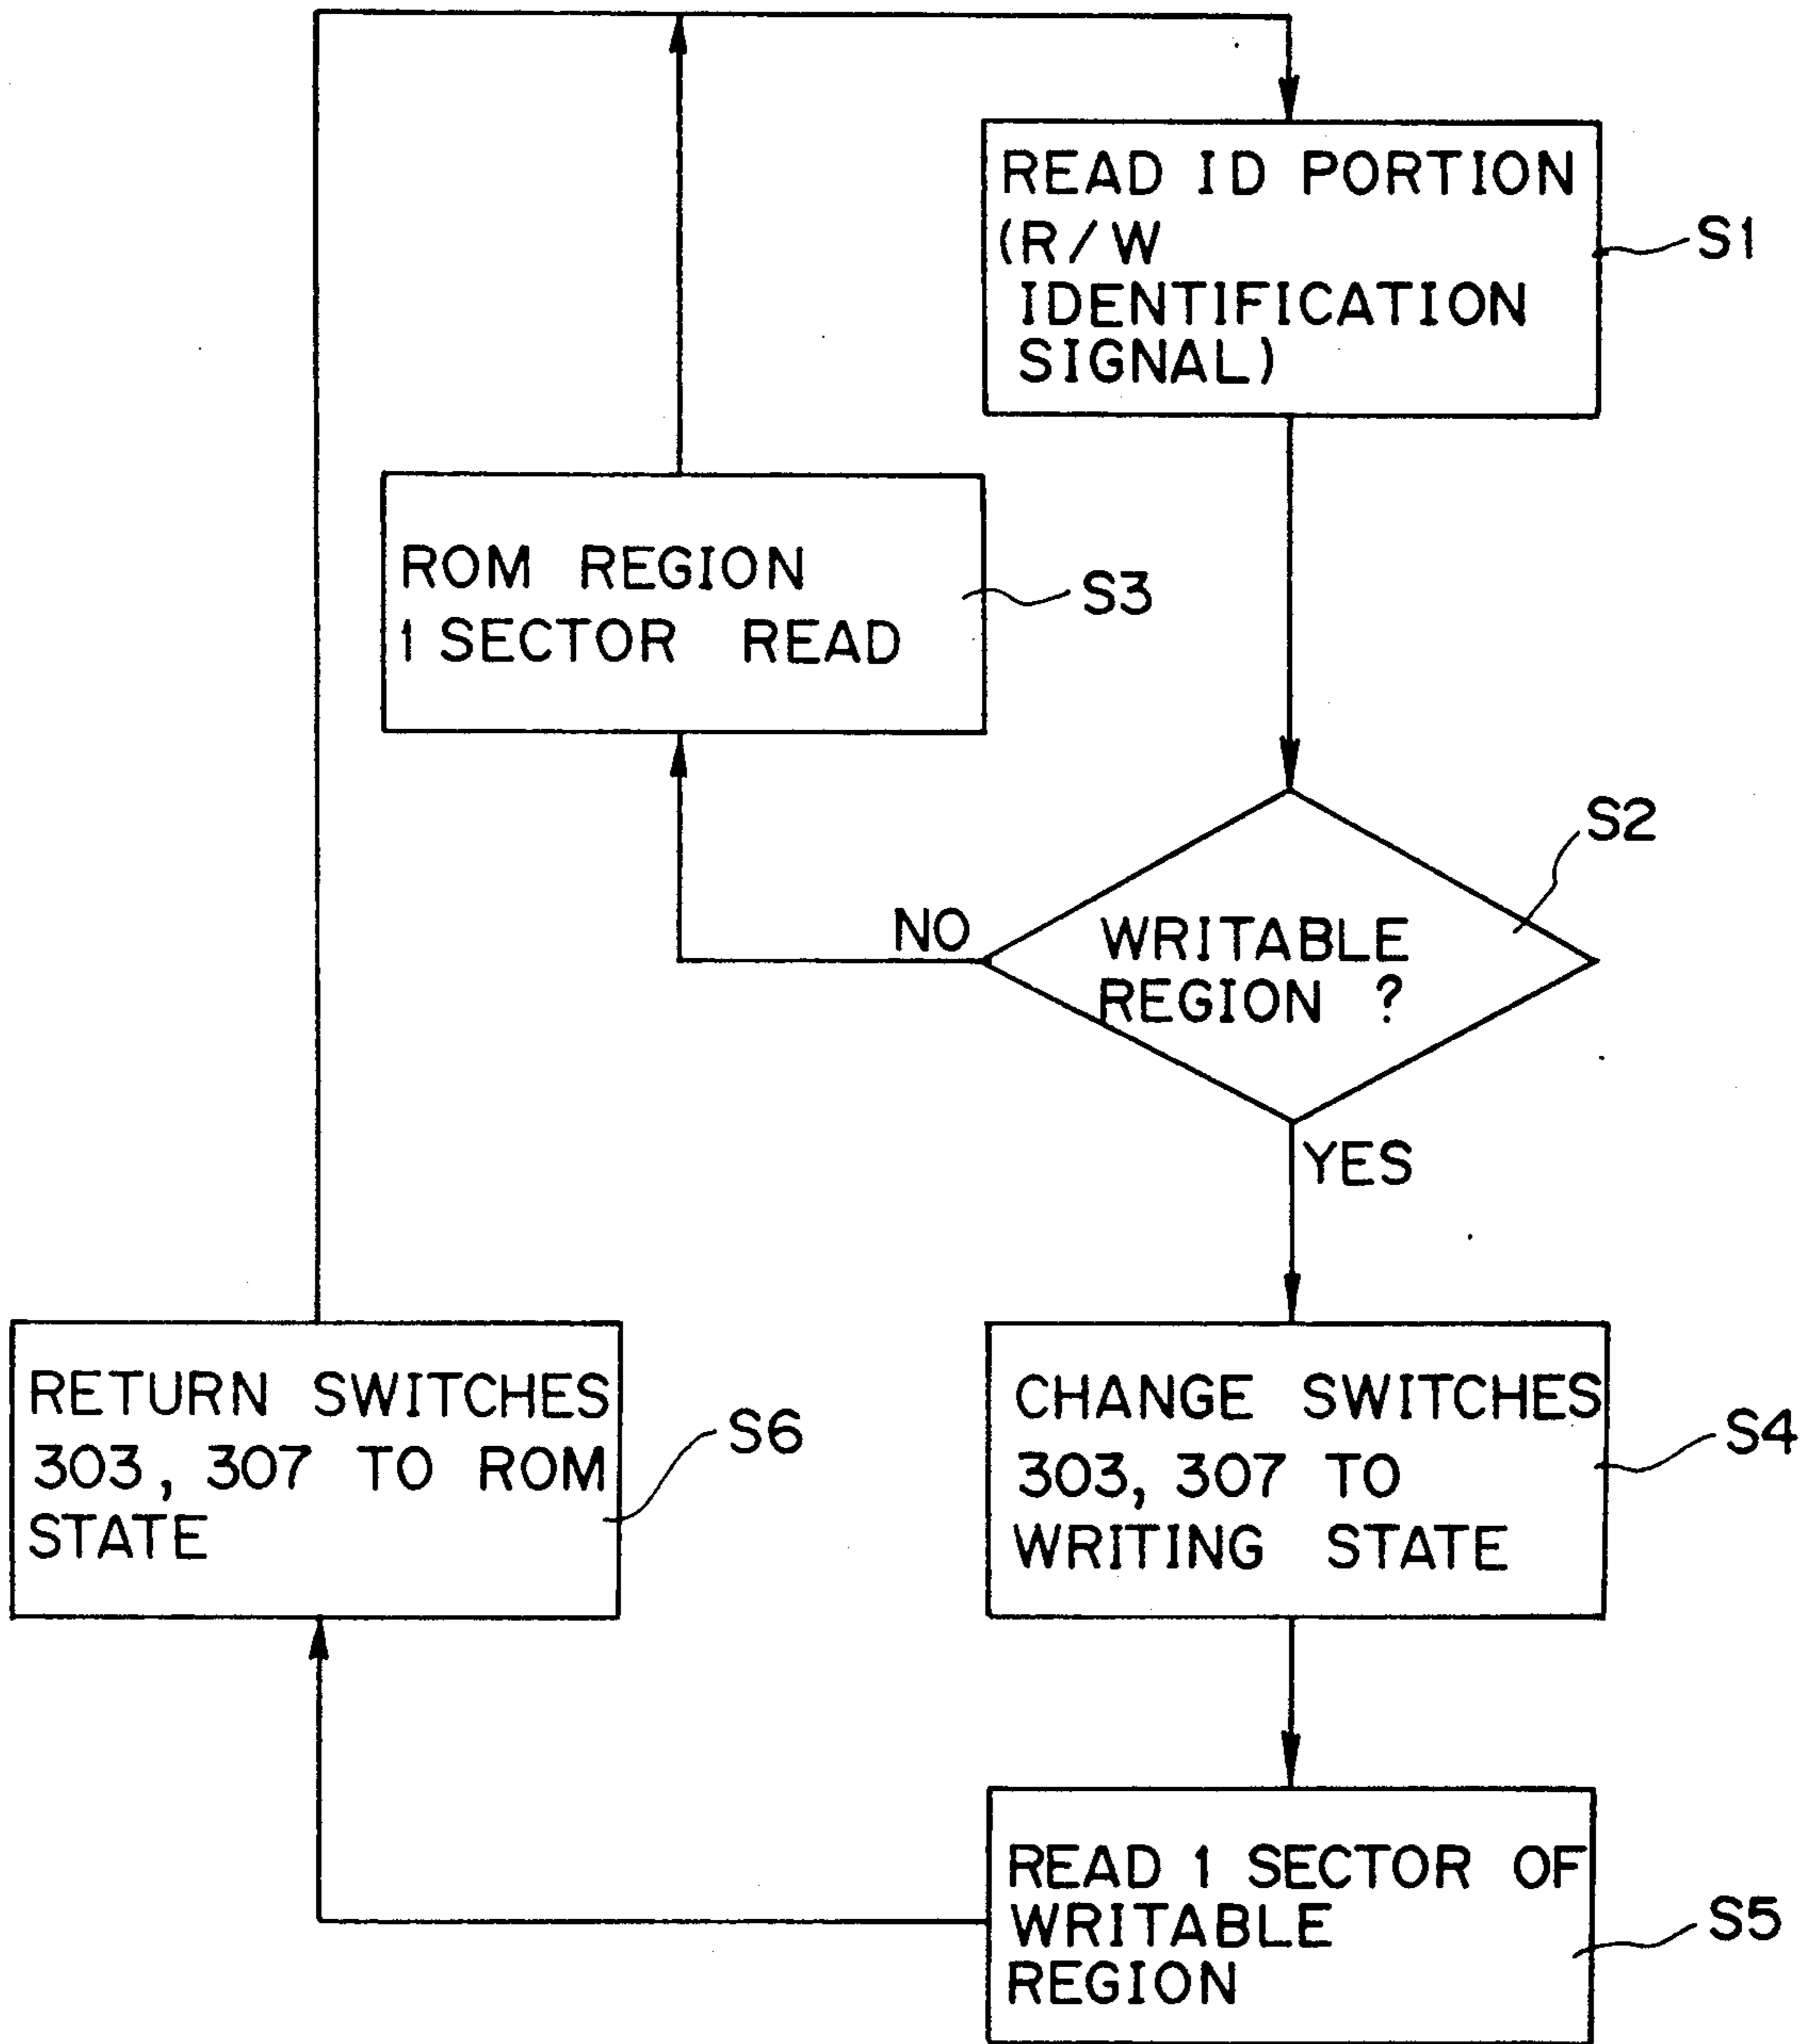 READ ID PORTION
(R/W
IDENTIFICATION
SIGNAL)
S1
ROM REGION
1 SECTOR READ
S3
S2
NO
WRITABLE
REGION ?
YES
RETURN SWITCHES
303, 307 TO ROM
STATE
S6
CHANGE SWITCHES
303, 307 TO
WRITING STATE
S4
READ 1 SECTOR OF
WRITABLE
REGION
S5